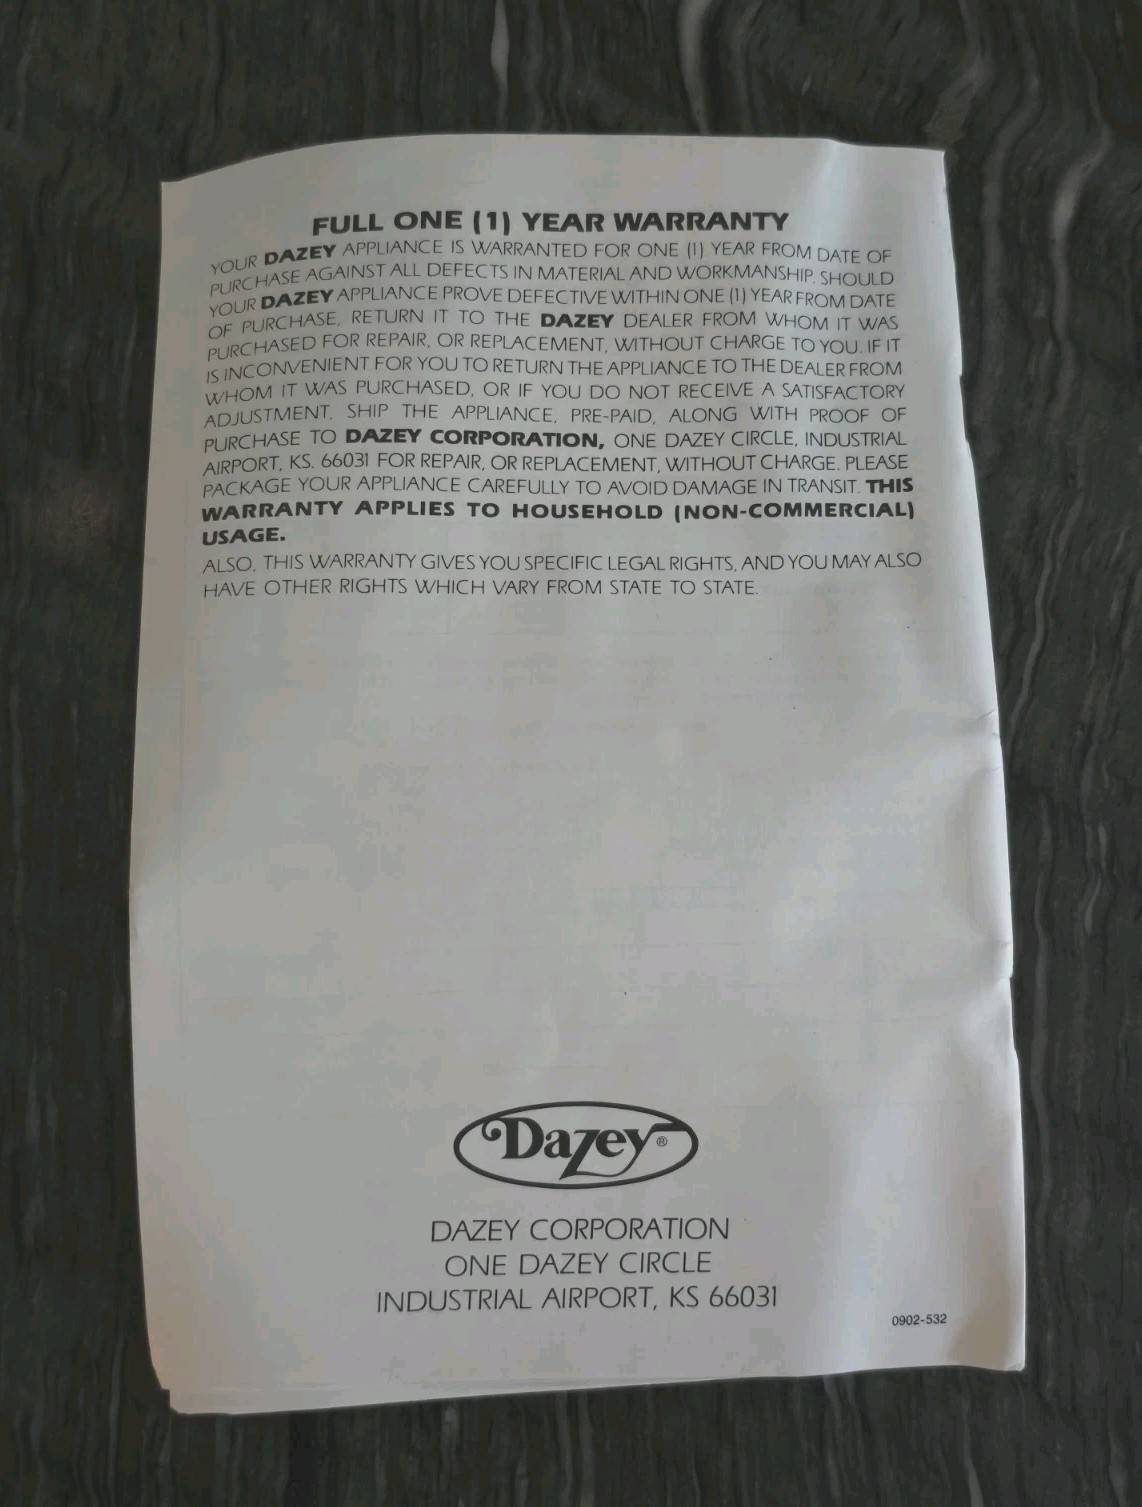 FULL ONE (1) YEAR WARRANTY
YOUR DAZEY APPLIANCE IS WARRANTED FOR ONE (1) YEAR FROM DATE OF
PURCHASE AGAINST ALL DEFECTS IN MATERIAL AND WORKMANSHIP. SHOULD
YOUR DAZEY APPLIANCE PROVE DEFECTIVE WITHIN ONE (1) YEAR FROM DATE
OF PURCHASE, RETURN IT TO THE DAZEY DEALER FROM WHOM IT WAS
PURCHASED FOR REPAIR, OR REPLACEMENT, WITHOUT CHARGE TO YOU. IF IT
IS INCONVENIENT FOR YOU TO RETURN THE APPLIANCE TO THE DEALER FROM
WHOM IT WAS PURCHASED, OR IF YOU DO NOT RECEIVE A SATISFACTORY
ADJUSTMENT, SHIP THE APPLIANCE, PRE-PAID, ALONG WITH PROOF OF
PURCHASE TO DAZEY CORPORATION, ONE DAZEY CIRCLE, INDUSTRIAL
AIRPORT, KS. 66031 FOR REPAIR, OR REPLACEMENT, WITHOUT CHARGE. PLEASE
PACKAGE YOUR APPLIANCE CAREFULLY TO AVOID DAMAGE IN TRANSIT. THIS
WARRANTY APPLIES TO HOUSEHOLD (NON-COMMERCIAL)
USAGE.
ALSO, THIS WARRANTY GIVES YOU SPECIFIC LEGAL RIGHTS, AND YOU MAY ALSO
HAVE OTHER RIGHTS WHICH VARY FROM STATE TO STATE.
Dazey®
DAZEY CORPORATION
ONE DAZEY CIRCLE
INDUSTRIAL AIRPORT, KS 66031
0902-532